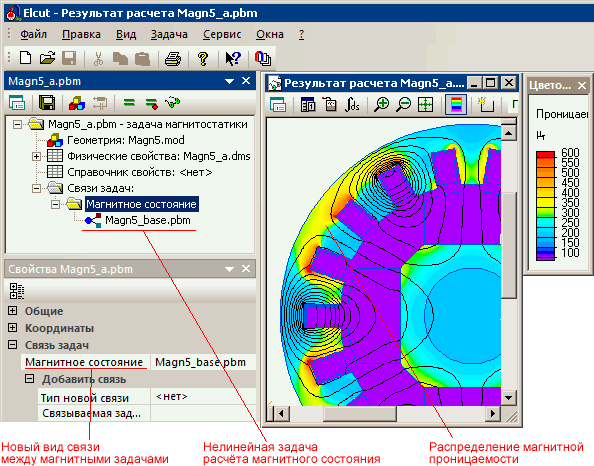 Elcut - Результат расчета Magn5_a.pbm
Файл Правка Вид Задача Сервис Окна ?
Magn5_a.pbm
Magn5_a.pbm - задача магнитостатики
Геометрия: Magn5.mod
Физические свойства: Magn5_a.dms
Справочник свойств: <нет>
Связи задач:
Магнитное состояние
Magn5_base.pbm
Свойства Magn5_a.pbm
Общие
Координаты
Связь задач
Магнитное состояние Magn5_base.pbm
Добавить связь
Тип новой связи <нет>
Связываемая зад...
Результат расчета Magn5_a....
Цвето...
Проницаем
μт
600
550
500
450
400
350
300
250
200
150
100
Новый вид связи
между магнитными задачами
Нелинейная задача
расчёта магнитного состояния
Распределение магнитной
проницаемости